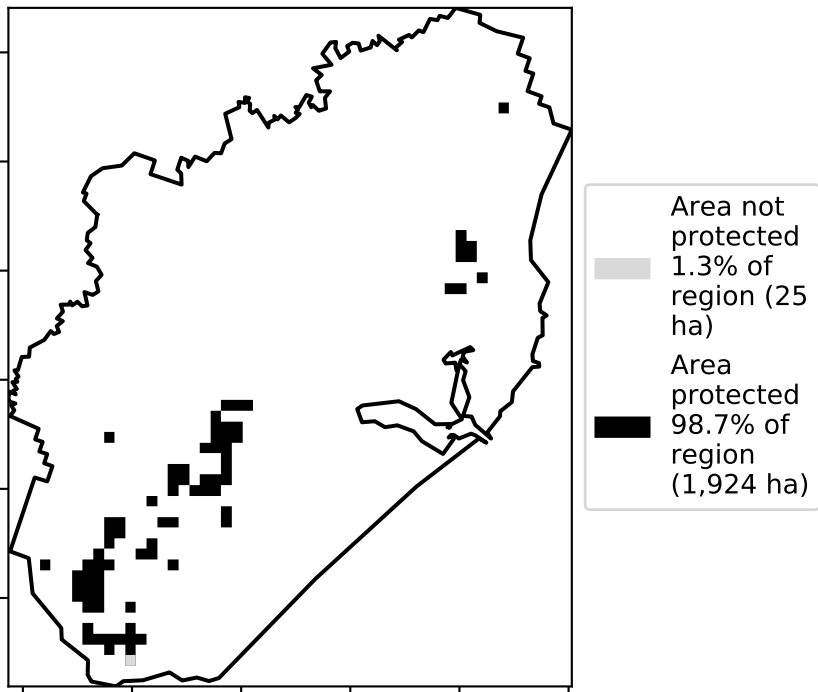 Area not
protected
1.3% of
region (25
ha)
Area
protected
98.7% of
region
(1,924 ha)